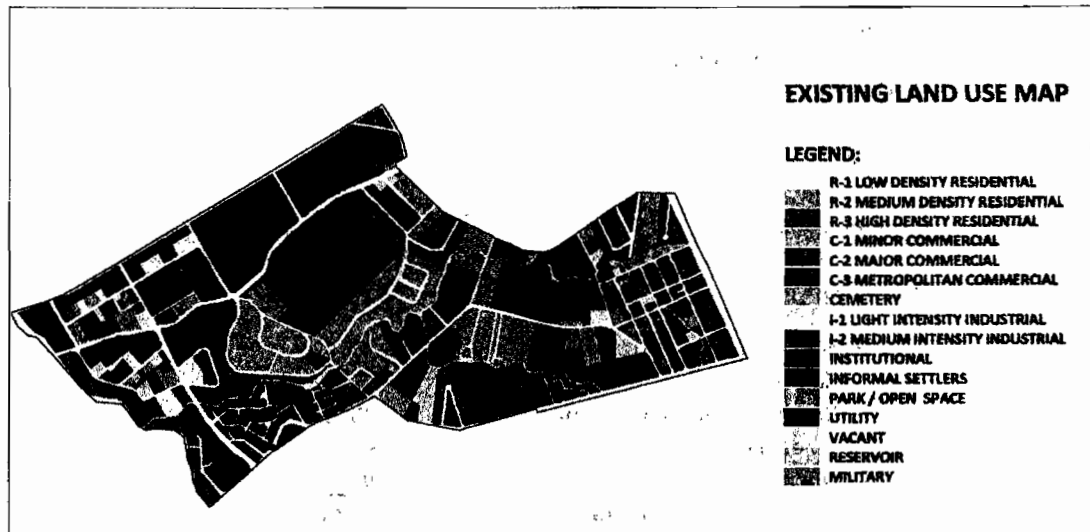 EXISTING LAND USE MAP
LEGEND:
R-1 LOW DENSITY RESIDENTIAL
R-2 MEDIUM DENSITY RESIDENTIAL
R-3 HIGH DENSITY RESIDENTIAL
C-1 MINOR COMMERCIAL
C-2 MAJOR COMMERCIAL
C-3 METROPOLITAN COMMERCIAL
CEMETERY
I-1 LIGHT INTENSITY INDUSTRIAL
I-2 MEDIUM INTENSITY INDUSTRIAL
INSTITUTIONAL
INFORMAL SETTLERS
PARK / OPEN SPACE
UTILITY
VACANT
RESERVOIR
MILITARY